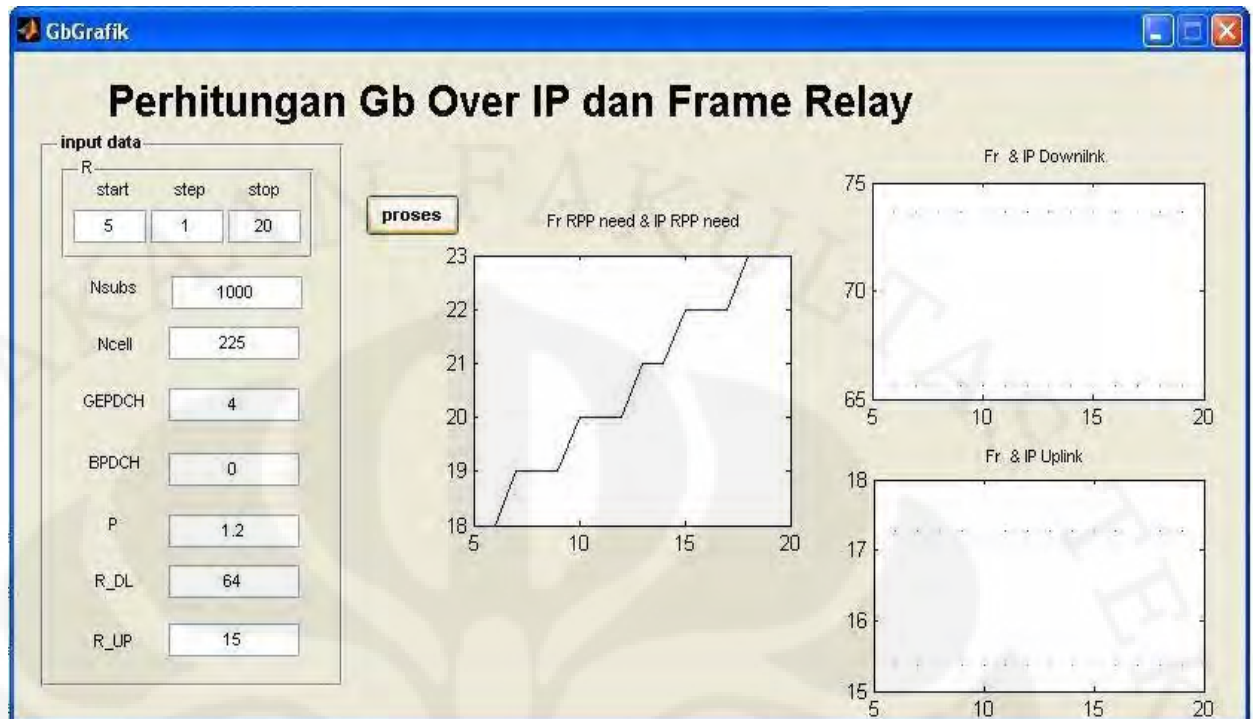 GbGrafik
Perhitungan Gb Over IP dan Frame Relay
input data
R
start step stop
5 1 20
Nsubs 1000
Ncell 225
GEPDCH 4
BPDCH 0
P 1.2
R_DL 64
R_UP 15
proses
Fr RPP need & IP RPP need
23
22
21
20
19
18
5 10 15 20
Fr & IP Downilnk
75
70
65
5 10 15 20
Fr & IP Uplink
18
17
16
15
5 10 15 20
FAKULTAS TEK